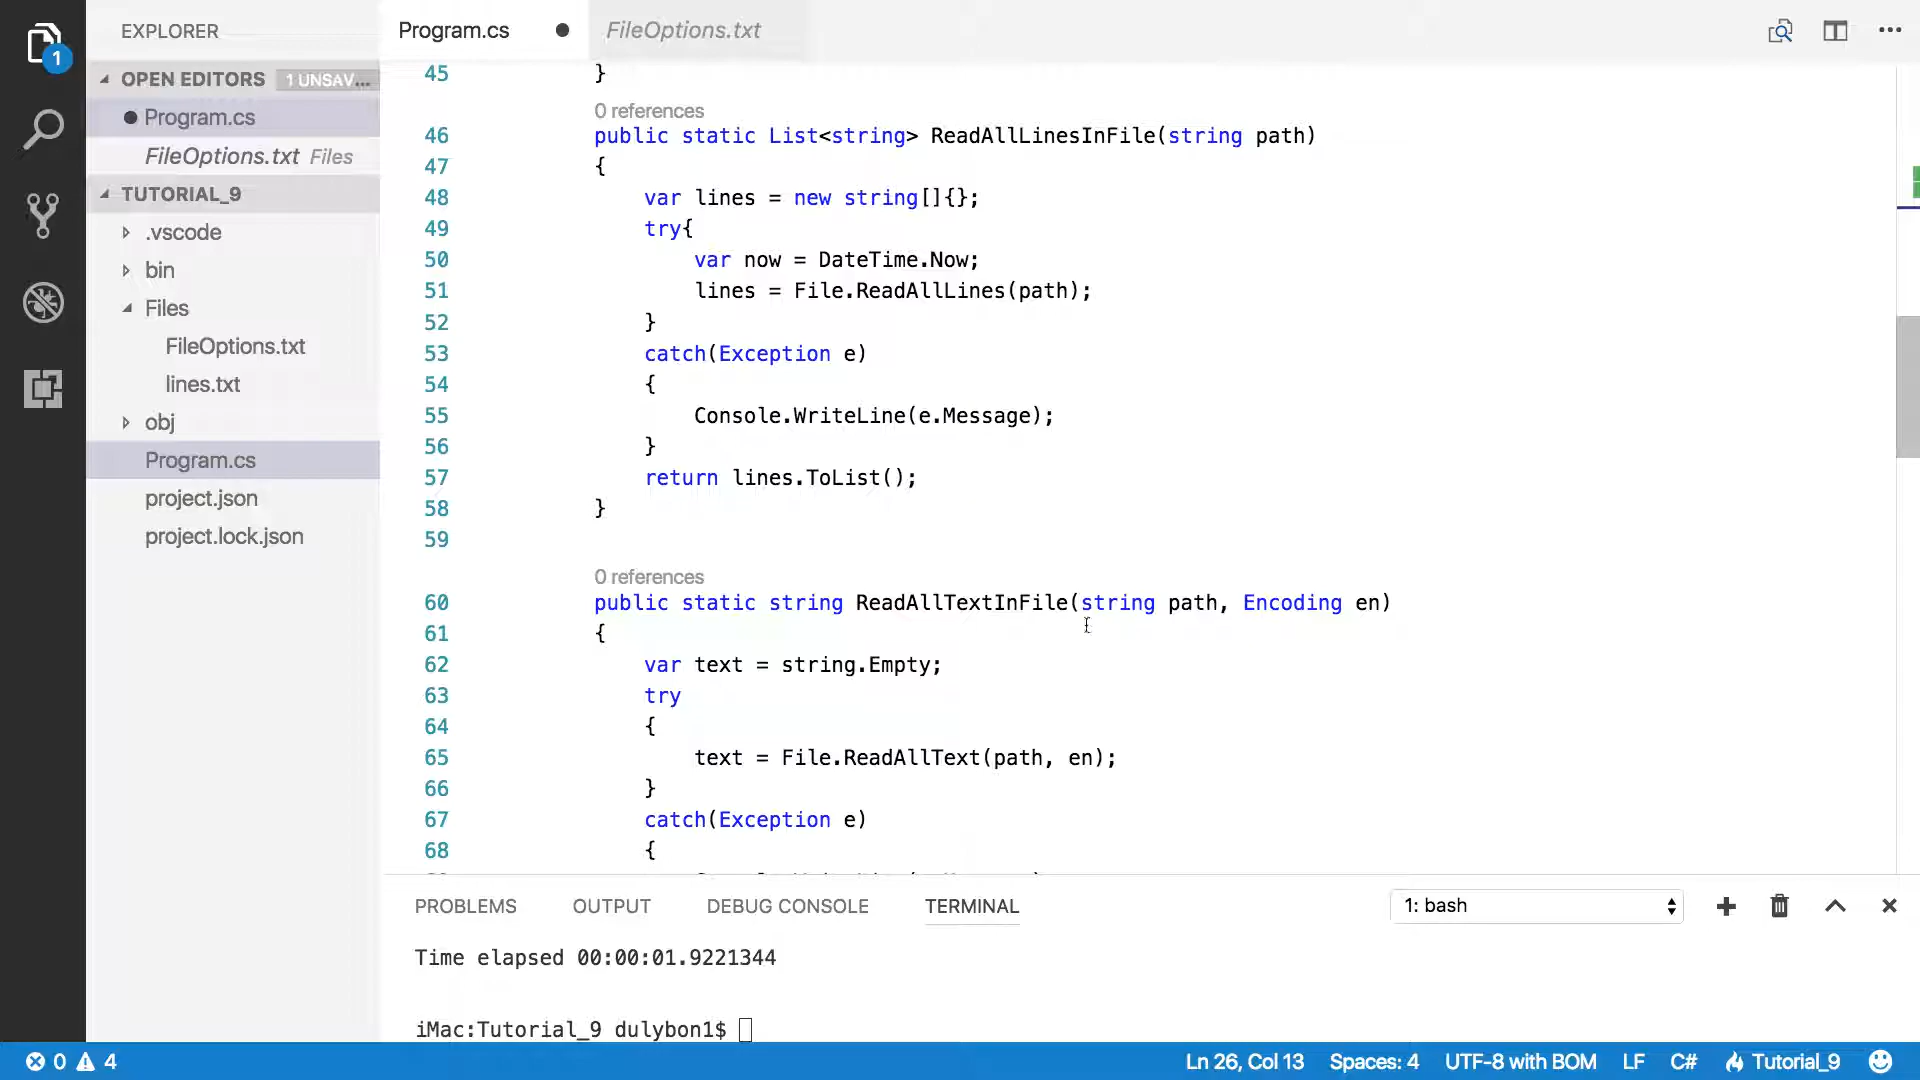 EXPLORER
OPEN EDITORS 1 UNSAV...
Program.cs
FileOptions.txt Files
TUTORIAL_9
.vscode
bin
Files
FileOptions.txt
lines.txt
obj
Program.cs
project.json
project.lock.json
1
Program.cs
FileOptions.txt
45 }
0 references
46 public static List<string> ReadAllLinesInFile(string path)
47 {
48 var lines = new string[]{};
49 try{
50 var now = DateTime.Now;
51 lines = File.ReadAllLines(path);
52 }
53 catch(Exception e)
54 {
55 Console.WriteLine(e.Message);
56 }
57 return lines.ToList();
58 }
59
0 references
60 public static string ReadAllTextInFile(string path, Encoding en)
61 {
62 var text = string.Empty;
63 try
64 {
65 text = File.ReadAllText(path, en);
66 }
67 catch(Exception e)
68 {
PROBLEMS OUTPUT DEBUG CONSOLE TERMINAL 1: bash
Time elapsed 00:00:01.9221344
iMac:Tutorial_9 dulybon1$
0 4 Ln 26, Col 13 Spaces: 4 UTF-8 with BOM LF C# Tutorial_9